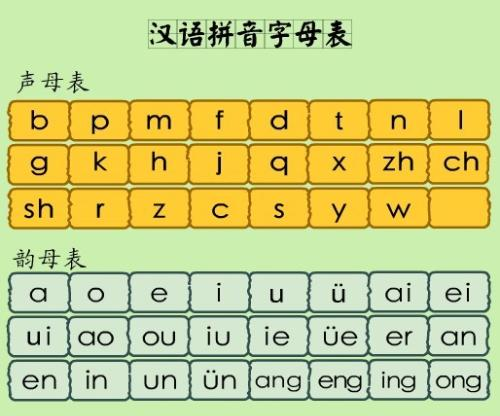 汉语拼音字母表
声母表
b p m f d t n l
g k h j q x zh ch
sh r z c s y w
韵母表
a o e i u ü ai ei
ui ao ou iu ie üe er an
en in un ün ang eng ing ong